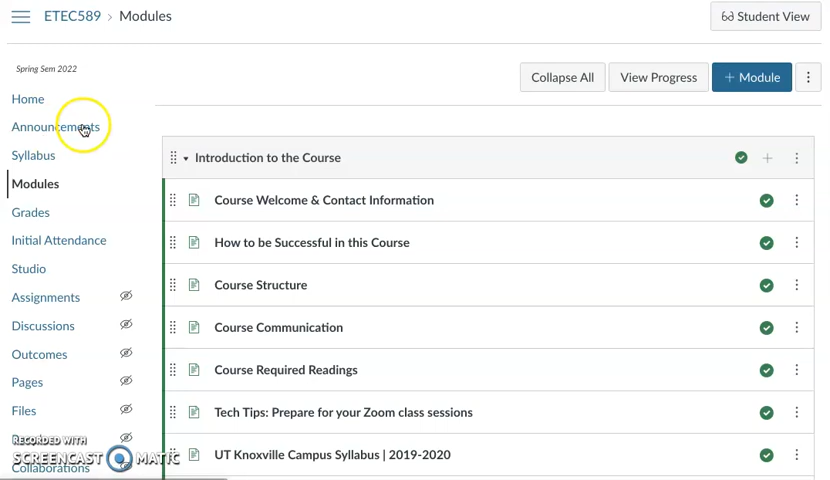 ETEC589 > Modules
Student View
Spring Sem 2022
Collapse All
View Progress
+ Module
Home
Announcements
Syllabus
Modules
Grades
Initial Attendance
Studio
Assignments
Discussions
Outcomes
Pages
Files
Collaborations
Introduction to the Course
Course Welcome & Contact Information
How to be Successful in this Course
Course Structure
Course Communication
Course Required Readings
Tech Tips: Prepare for your Zoom class sessions
UT Knoxville Campus Syllabus | 2019-2020
RECORDED WITH
SCREENCAST MATIC